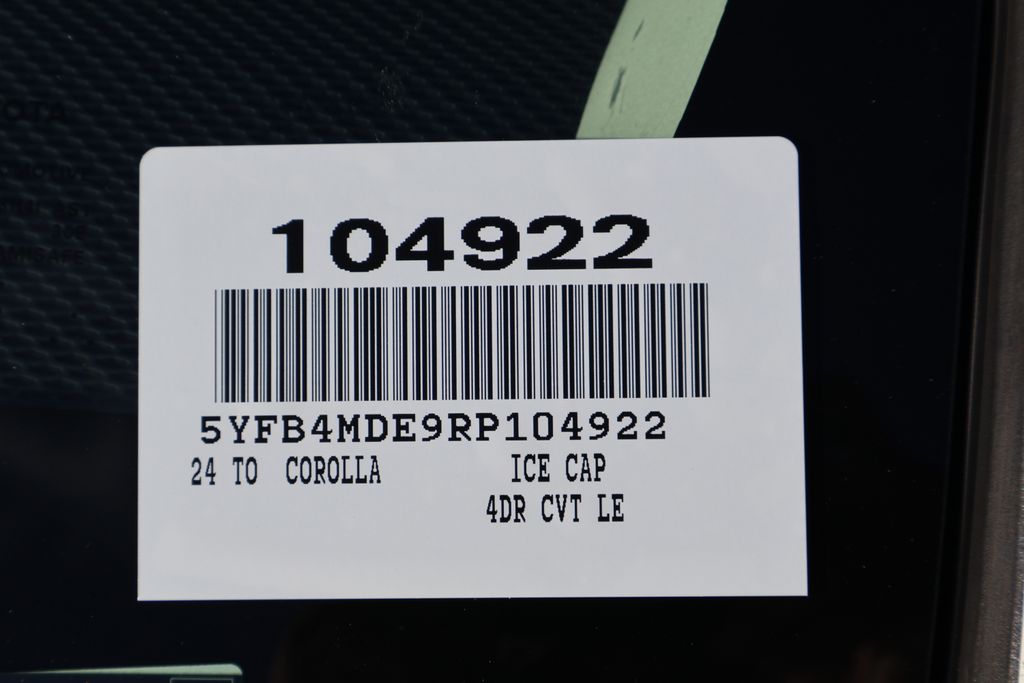 104922
5YFB4MDE9RP104922
24 TO COROLLA ICE CAP
4DR CVT LE